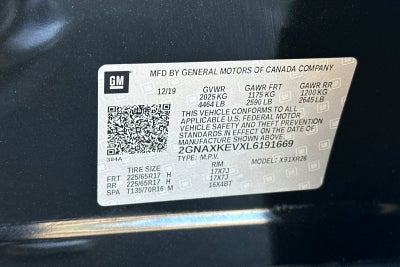 GM
MFD BY GENERAL MOTORS OF CANADA COMPANY
12/19 GVWR GAWR FRT GAWR RR
2025 KG 1175 KG 1200 KG
4464 LB 2590 LB 2645 LB
THIS VEHICLE CONFORMS TO ALL
APPLICABLE U.S. FEDERAL MOTOR
VEHICLE SAFETY AND THEFT PREVENTION
STANDARDS IN EFFECT ON THE DATE OF
MANUFACTURE SHOWN ABOVE.
2GNAXKEVXL6191669
384A TYPE: M.P.V. MODEL: X91XR26
TIRE SIZE RIM
FRT 225/65R17 H 17X7J
RR 225/65R17 H 17X7J
SPA T135/70R16 M 16X4BT